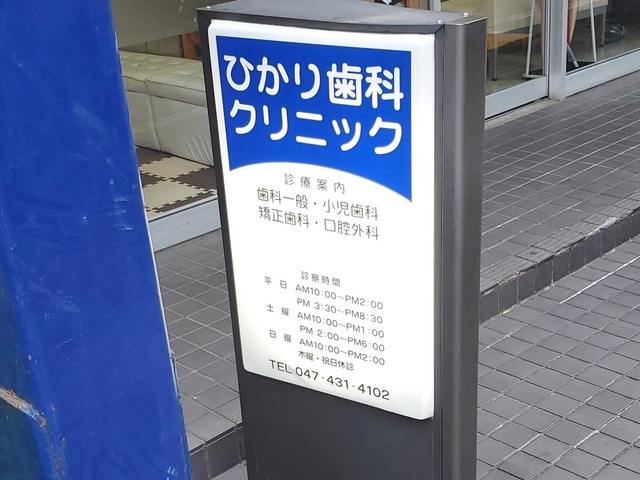 ひかり歯科
クリニック
診療案内
歯科一般・小児歯科
矯正歯科・口腔外科
診察時間
平 日 AM10:00～PM2:00
PM 3:30～PM8:30
土 曜 AM10:00～PM1:00
PM 2:00～PM6:00
日 曜 AM10:00～PM2:00
木曜・祝日休診
TEL 047-431-4102